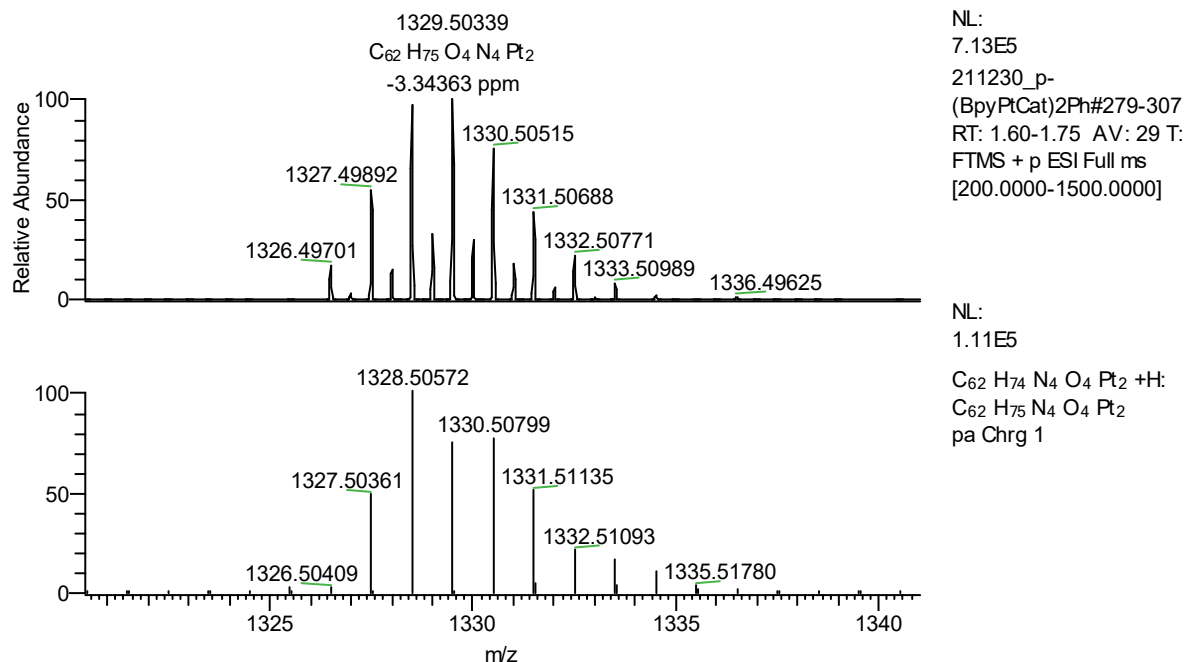 1329.50339
C62 H75 O4 N4 Pt2
-3.34363 ppm
100
1330.50515
1327.49892
50
1331.50688
1332.50771
1326.49701
1333.50989
1336.49625
0
Relative Abundance
NL:
7.13E5
211230_p-
(BpyPtCat)2Ph#279-307
RT: 1.60-1.75 AV: 29 T:
FTMS + p ESI Full ms
[200.0000-1500.0000]
1328.50572
100
1330.50799
1327.50361
1331.51135
50
1332.51093
1326.50409
1335.51780
0
1325
1330
1335
1340
m/z
NL:
1.11E5
C62 H74 N4 O4 Pt2 +H:
C62 H75 N4 O4 Pt2
pa Chrg 1